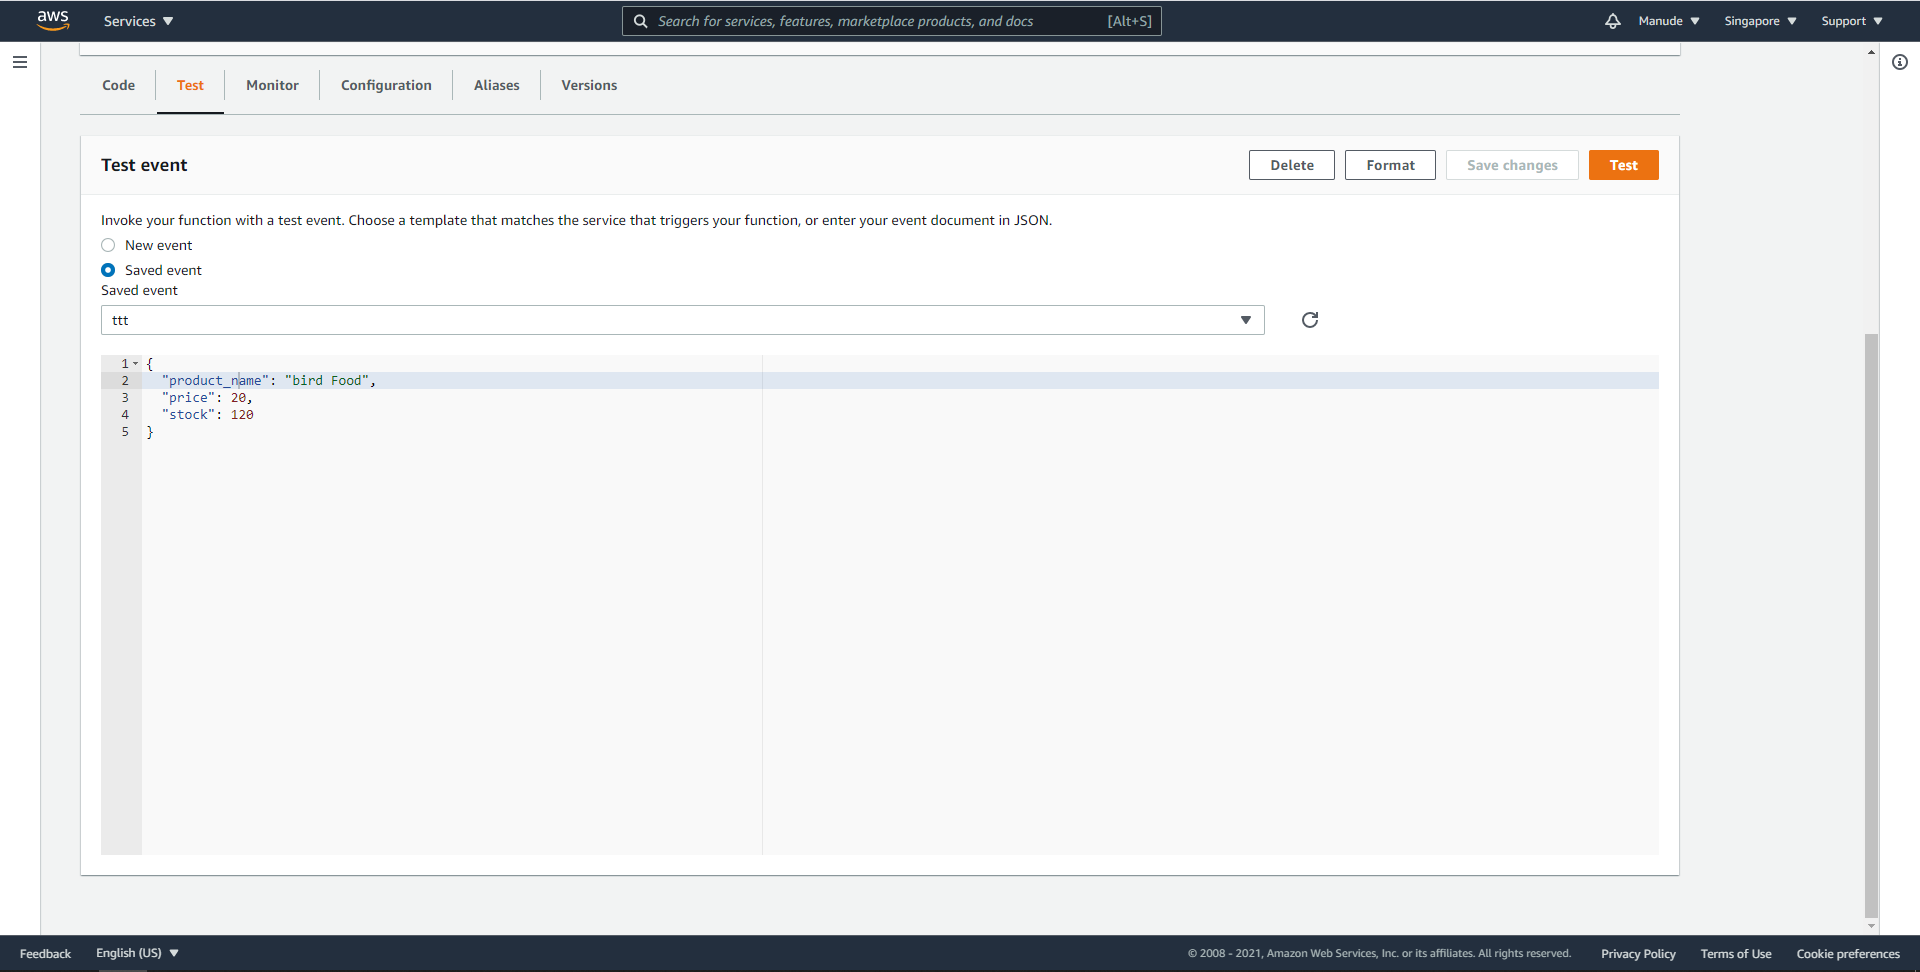 aws Services Search for services, features, marketplace products, and docs [Alt+S] Manude Singapore Support
Code Test Monitor Configuration Aliases Versions
Test event Delete Format Save changes Test
Invoke your function with a test event. Choose a template that matches the service that triggers your function, or enter your event document in JSON.
New event
Saved event
Saved event
ttt
1 {
2 "product_name": "bird Food",
3 "price": 20,
4 "stock": 120
5 }
Feedback English (US) © 2008 - 2021, Amazon Web Services, Inc. or its affiliates. All rights reserved. Privacy Policy Terms of Use Cookie preferences